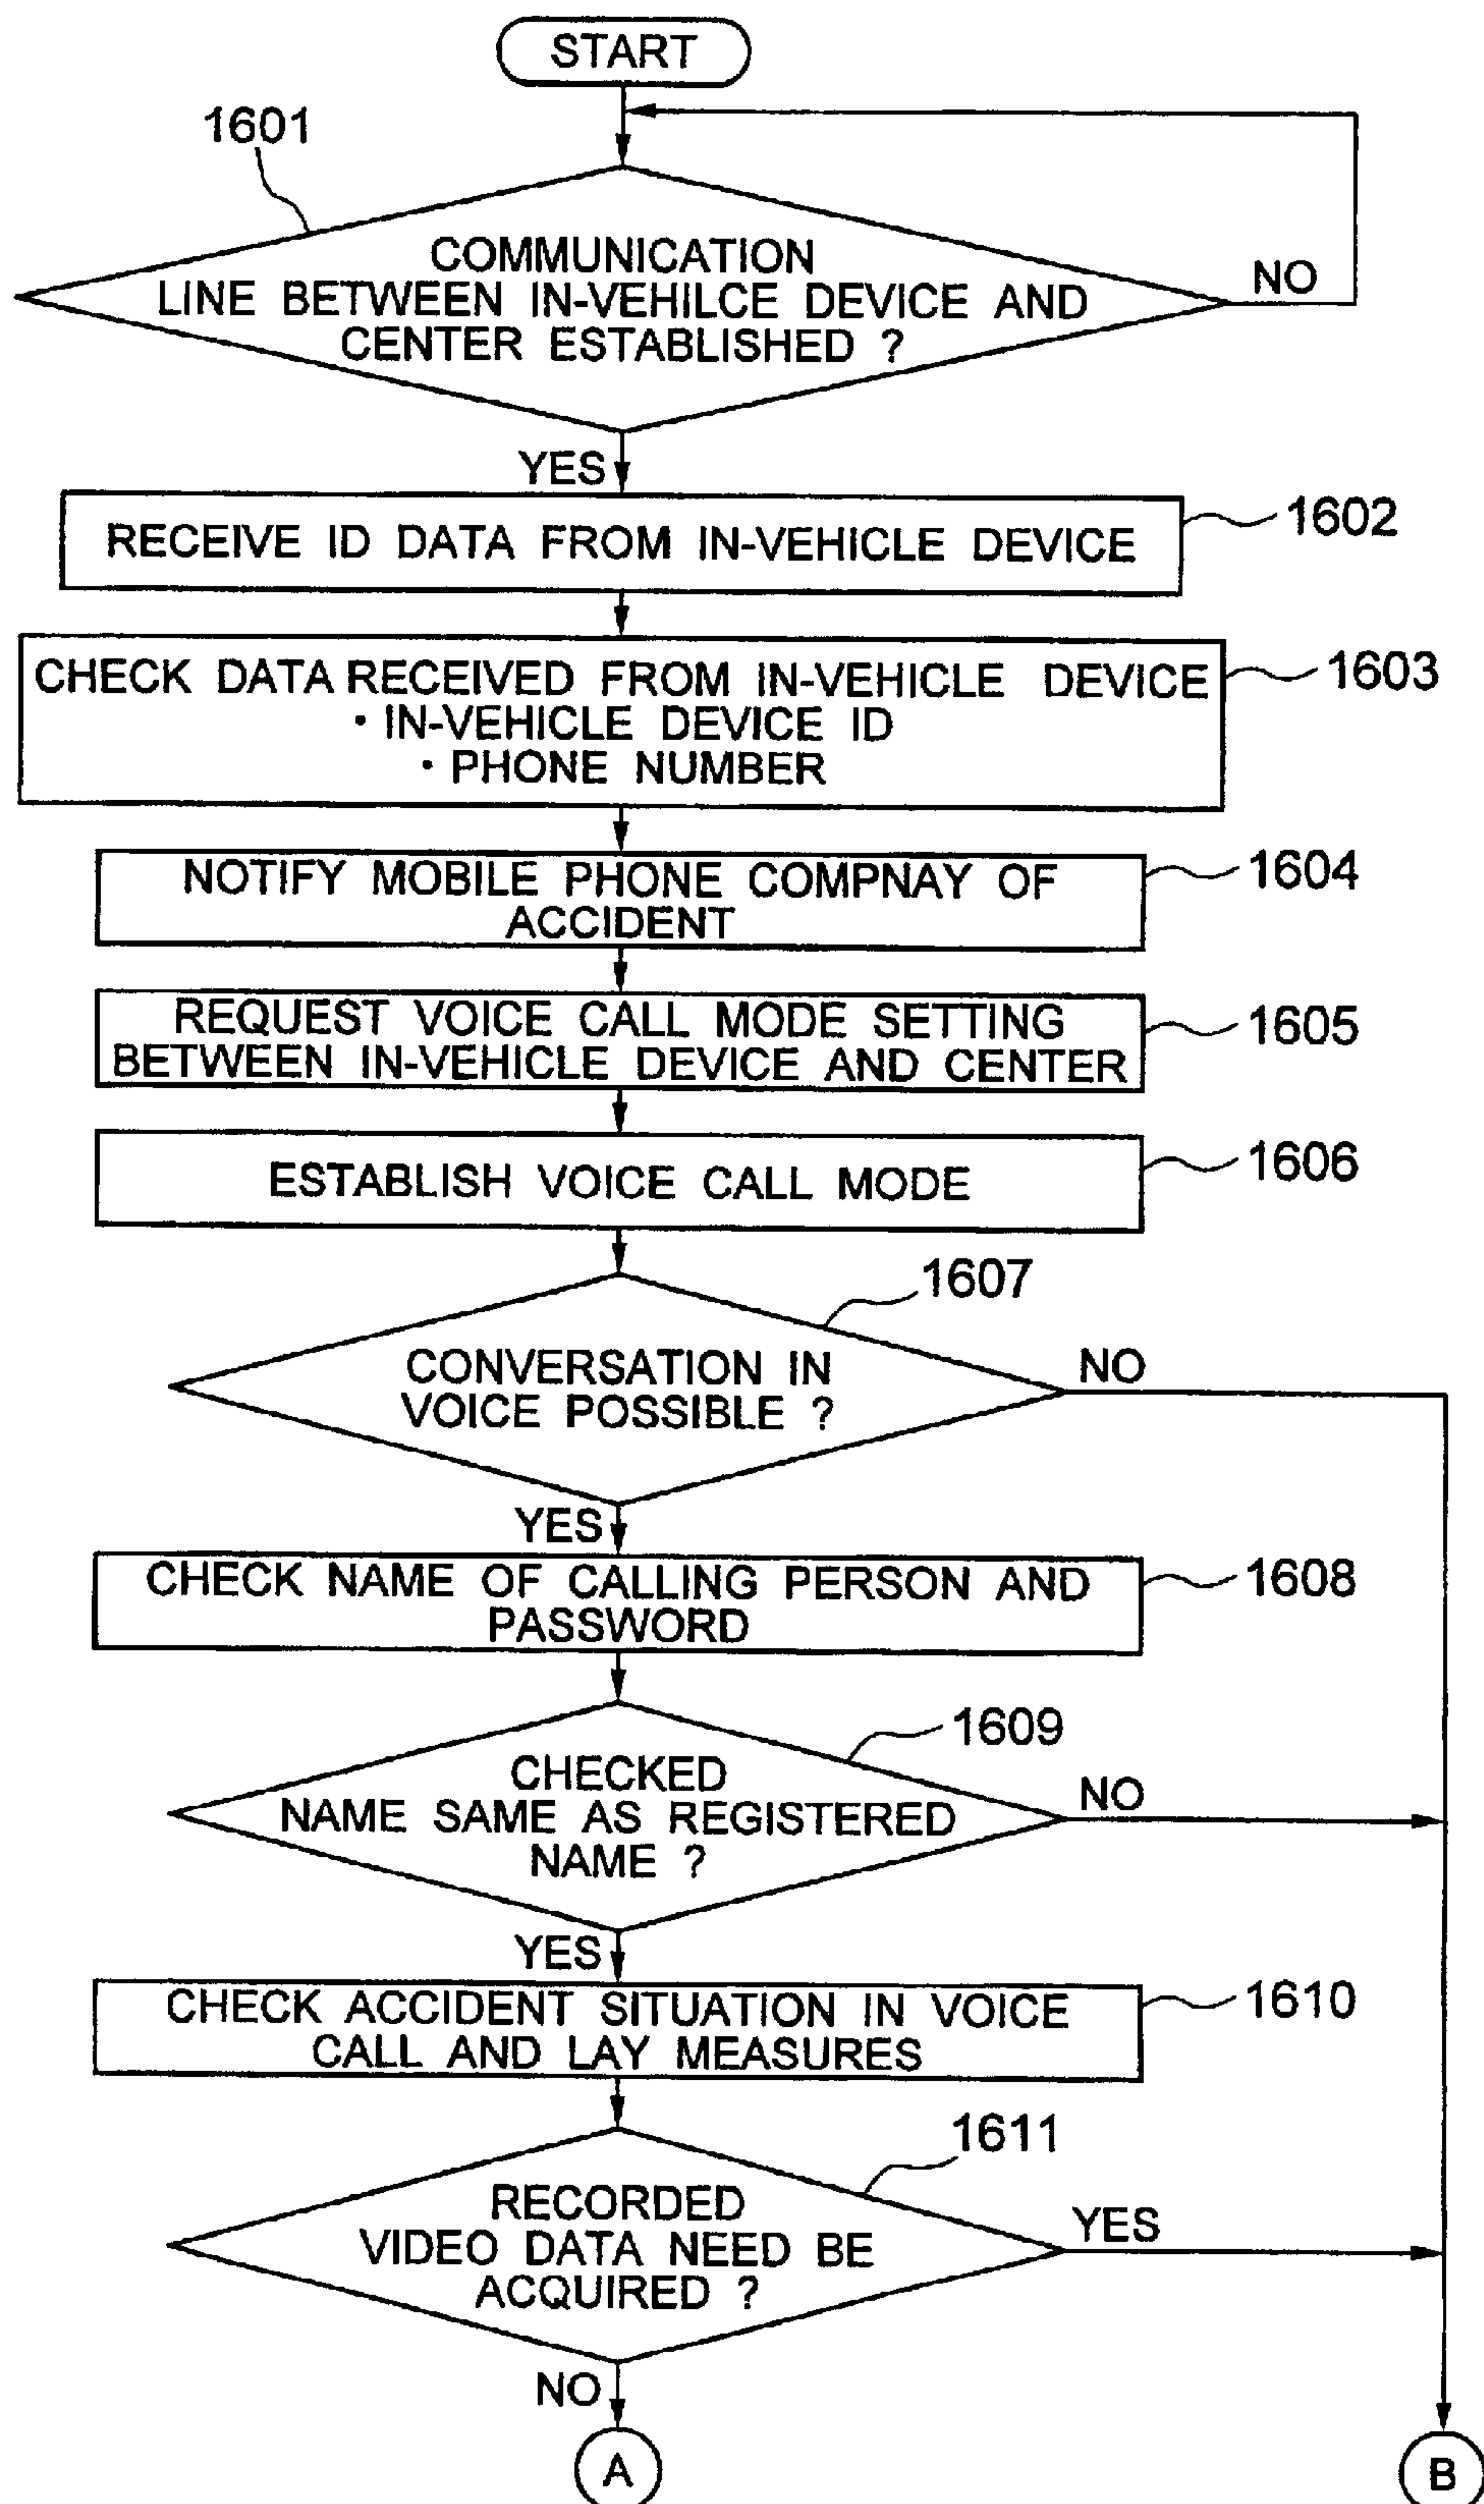 START
1601
COMMUNICATION
LINE BETWEEN IN-VEHILCE DEVICE AND
CENTER ESTABLISHED ?
NO
YES
RECEIVE ID DATA FROM IN-VEHICLE DEVICE
1602
CHECK DATA RECEIVED FROM IN-VEHICLE DEVICE
・IN-VEHICLE DEVICE ID
・PHONE NUMBER
1603
NOTIFY MOBILE PHONE COMPNAY OF
ACCIDENT
1604
REQUEST VOICE CALL MODE SETTING
BETWEEN IN-VEHICLE DEVICE AND CENTER
1605
ESTABLISH VOICE CALL MODE
1606
1607
CONVERSATION IN
VOICE POSSIBLE ?
NO
YES
CHECK NAME OF CALLING PERSON AND
PASSWORD
1608
1609
CHECKED
NAME SAME AS REGISTERED
NAME ?
NO
YES
CHECK ACCIDENT SITUATION IN VOICE
CALL AND LAY MEASURES
1610
1611
RECORDED
VIDEO DATA NEED BE
ACQUIRED ?
YES
NO
A
B